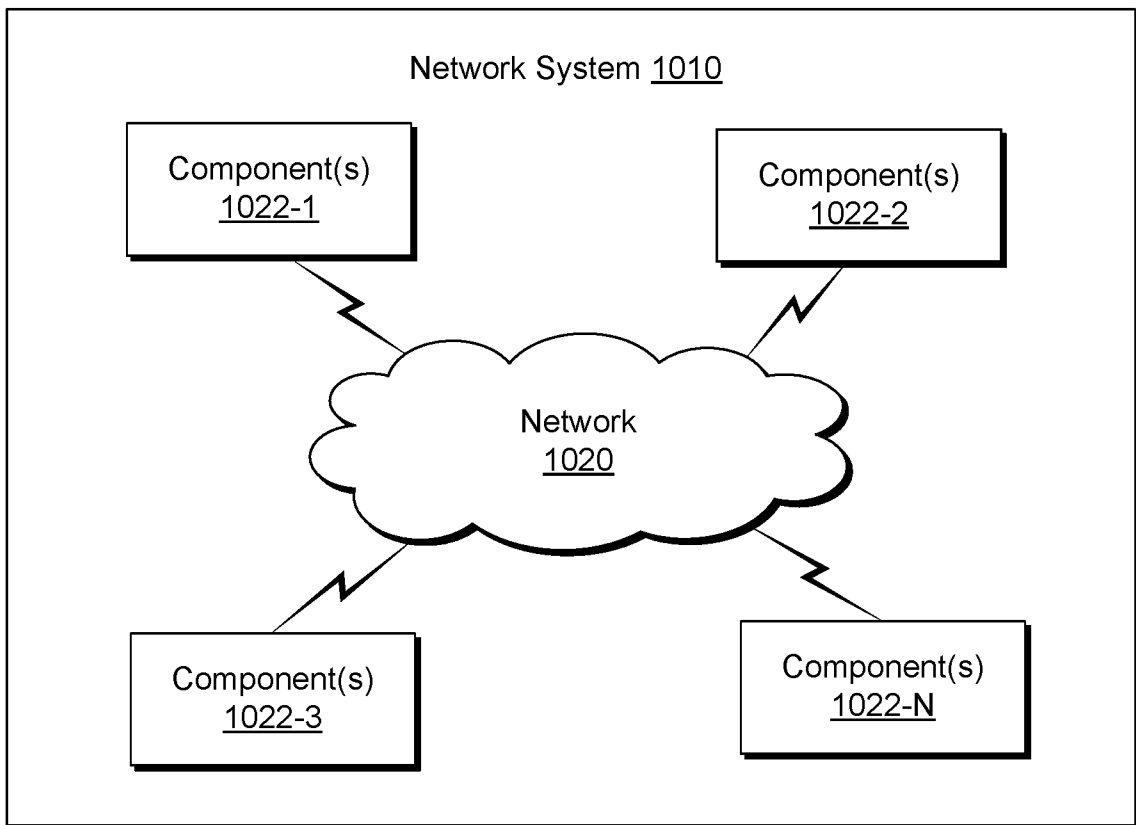 Network System 1010
Component(s)
1022-1
Component(s)
1022-2
Network
1020
Component(s)
1022-3
Component(s)
1022-N